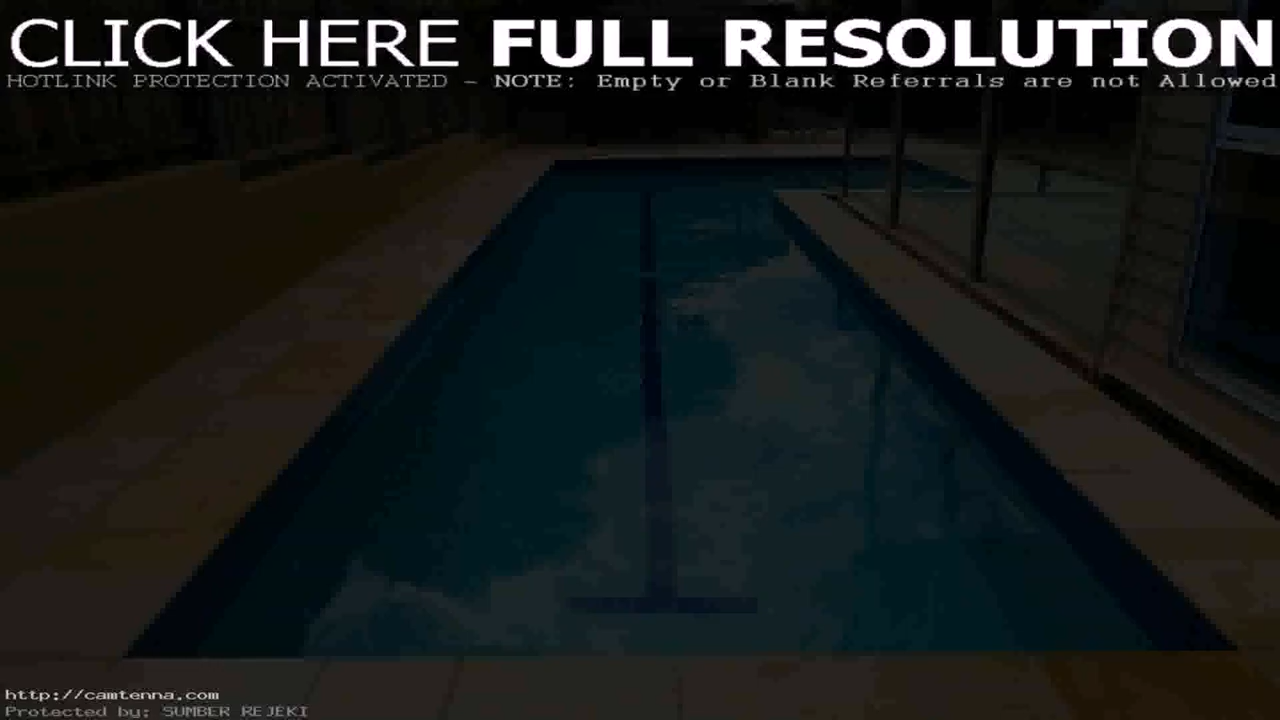 CLICK HERE FULL RESOLUTION
HOTLINK PROTECTION ACTIVATED - NOTE: Empty or Blank Referrals are not Allowed
http://camtenna.com
Protected by: SUMBER REJEKI